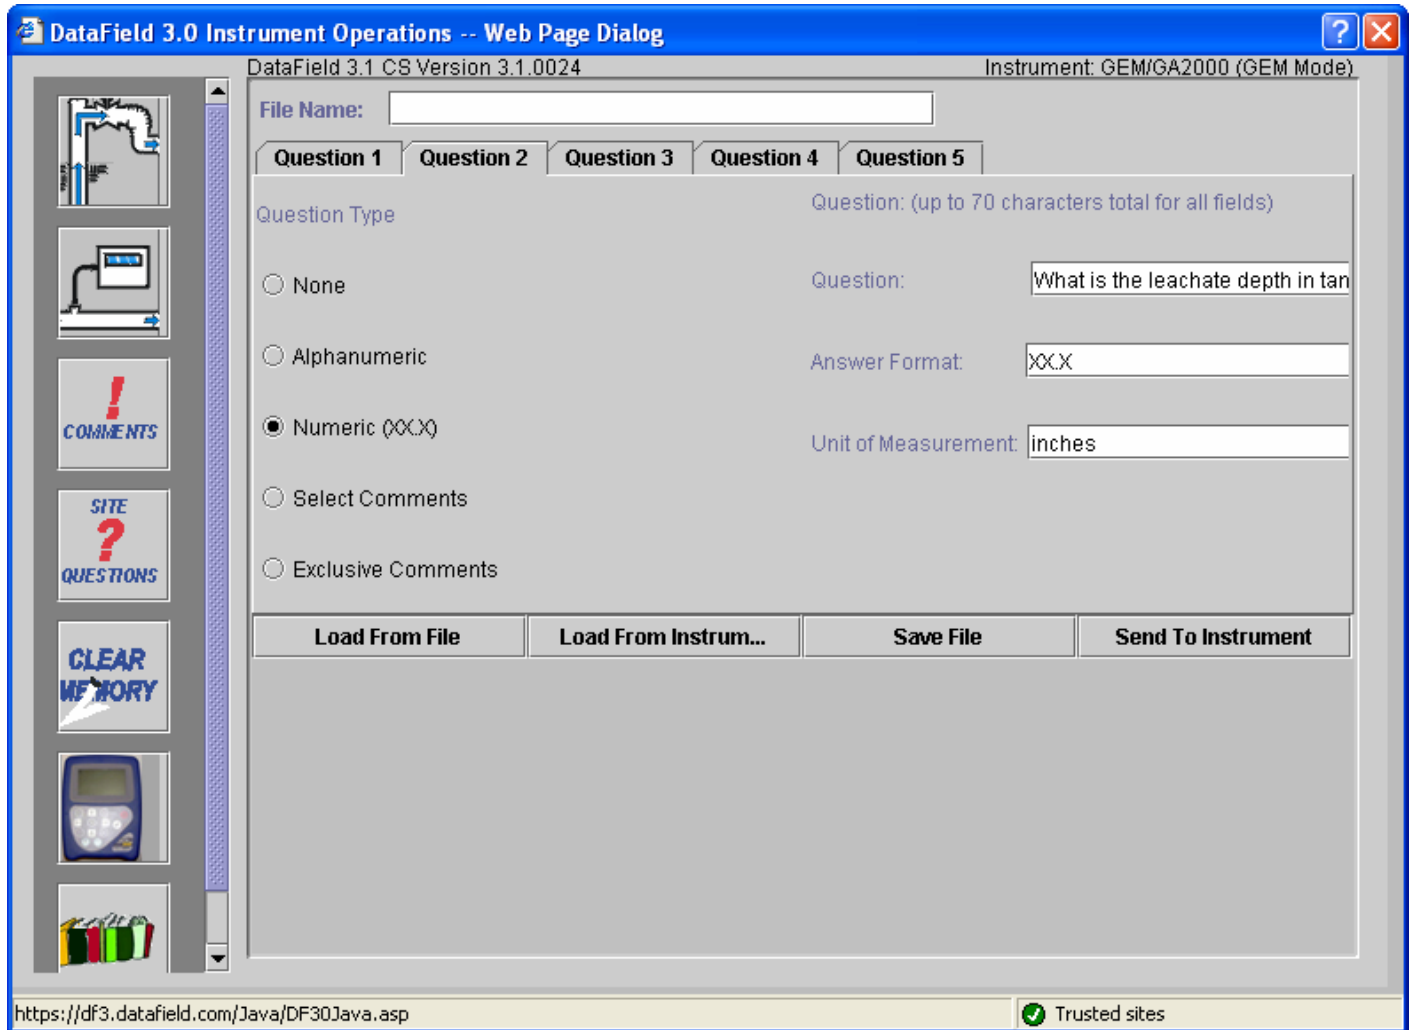 DataField 3.0 Instrument Operations -- Web Page Dialog
DataField 3.1 CS Version 3.1.0024 Instrument: GEM/GA2000 (GEM Mode)
File Name:
Question 1 Question 2 Question 3 Question 4 Question 5
Question Type
Question: (up to 70 characters total for all fields)
None
Question: What is the leachate depth in tan
Alphanumeric
Answer Format: XX.X
Numeric (XX.X)
Unit of Measurement: inches
Select Comments
Exclusive Comments
Load From File Load From Instrum... Save File Send To Instrument
!
COMMENTS
SITE
?
QUESTIONS
CLEAR
MEMORY
https://df3.datafield.com/Java/DF30Java.asp Trusted sites